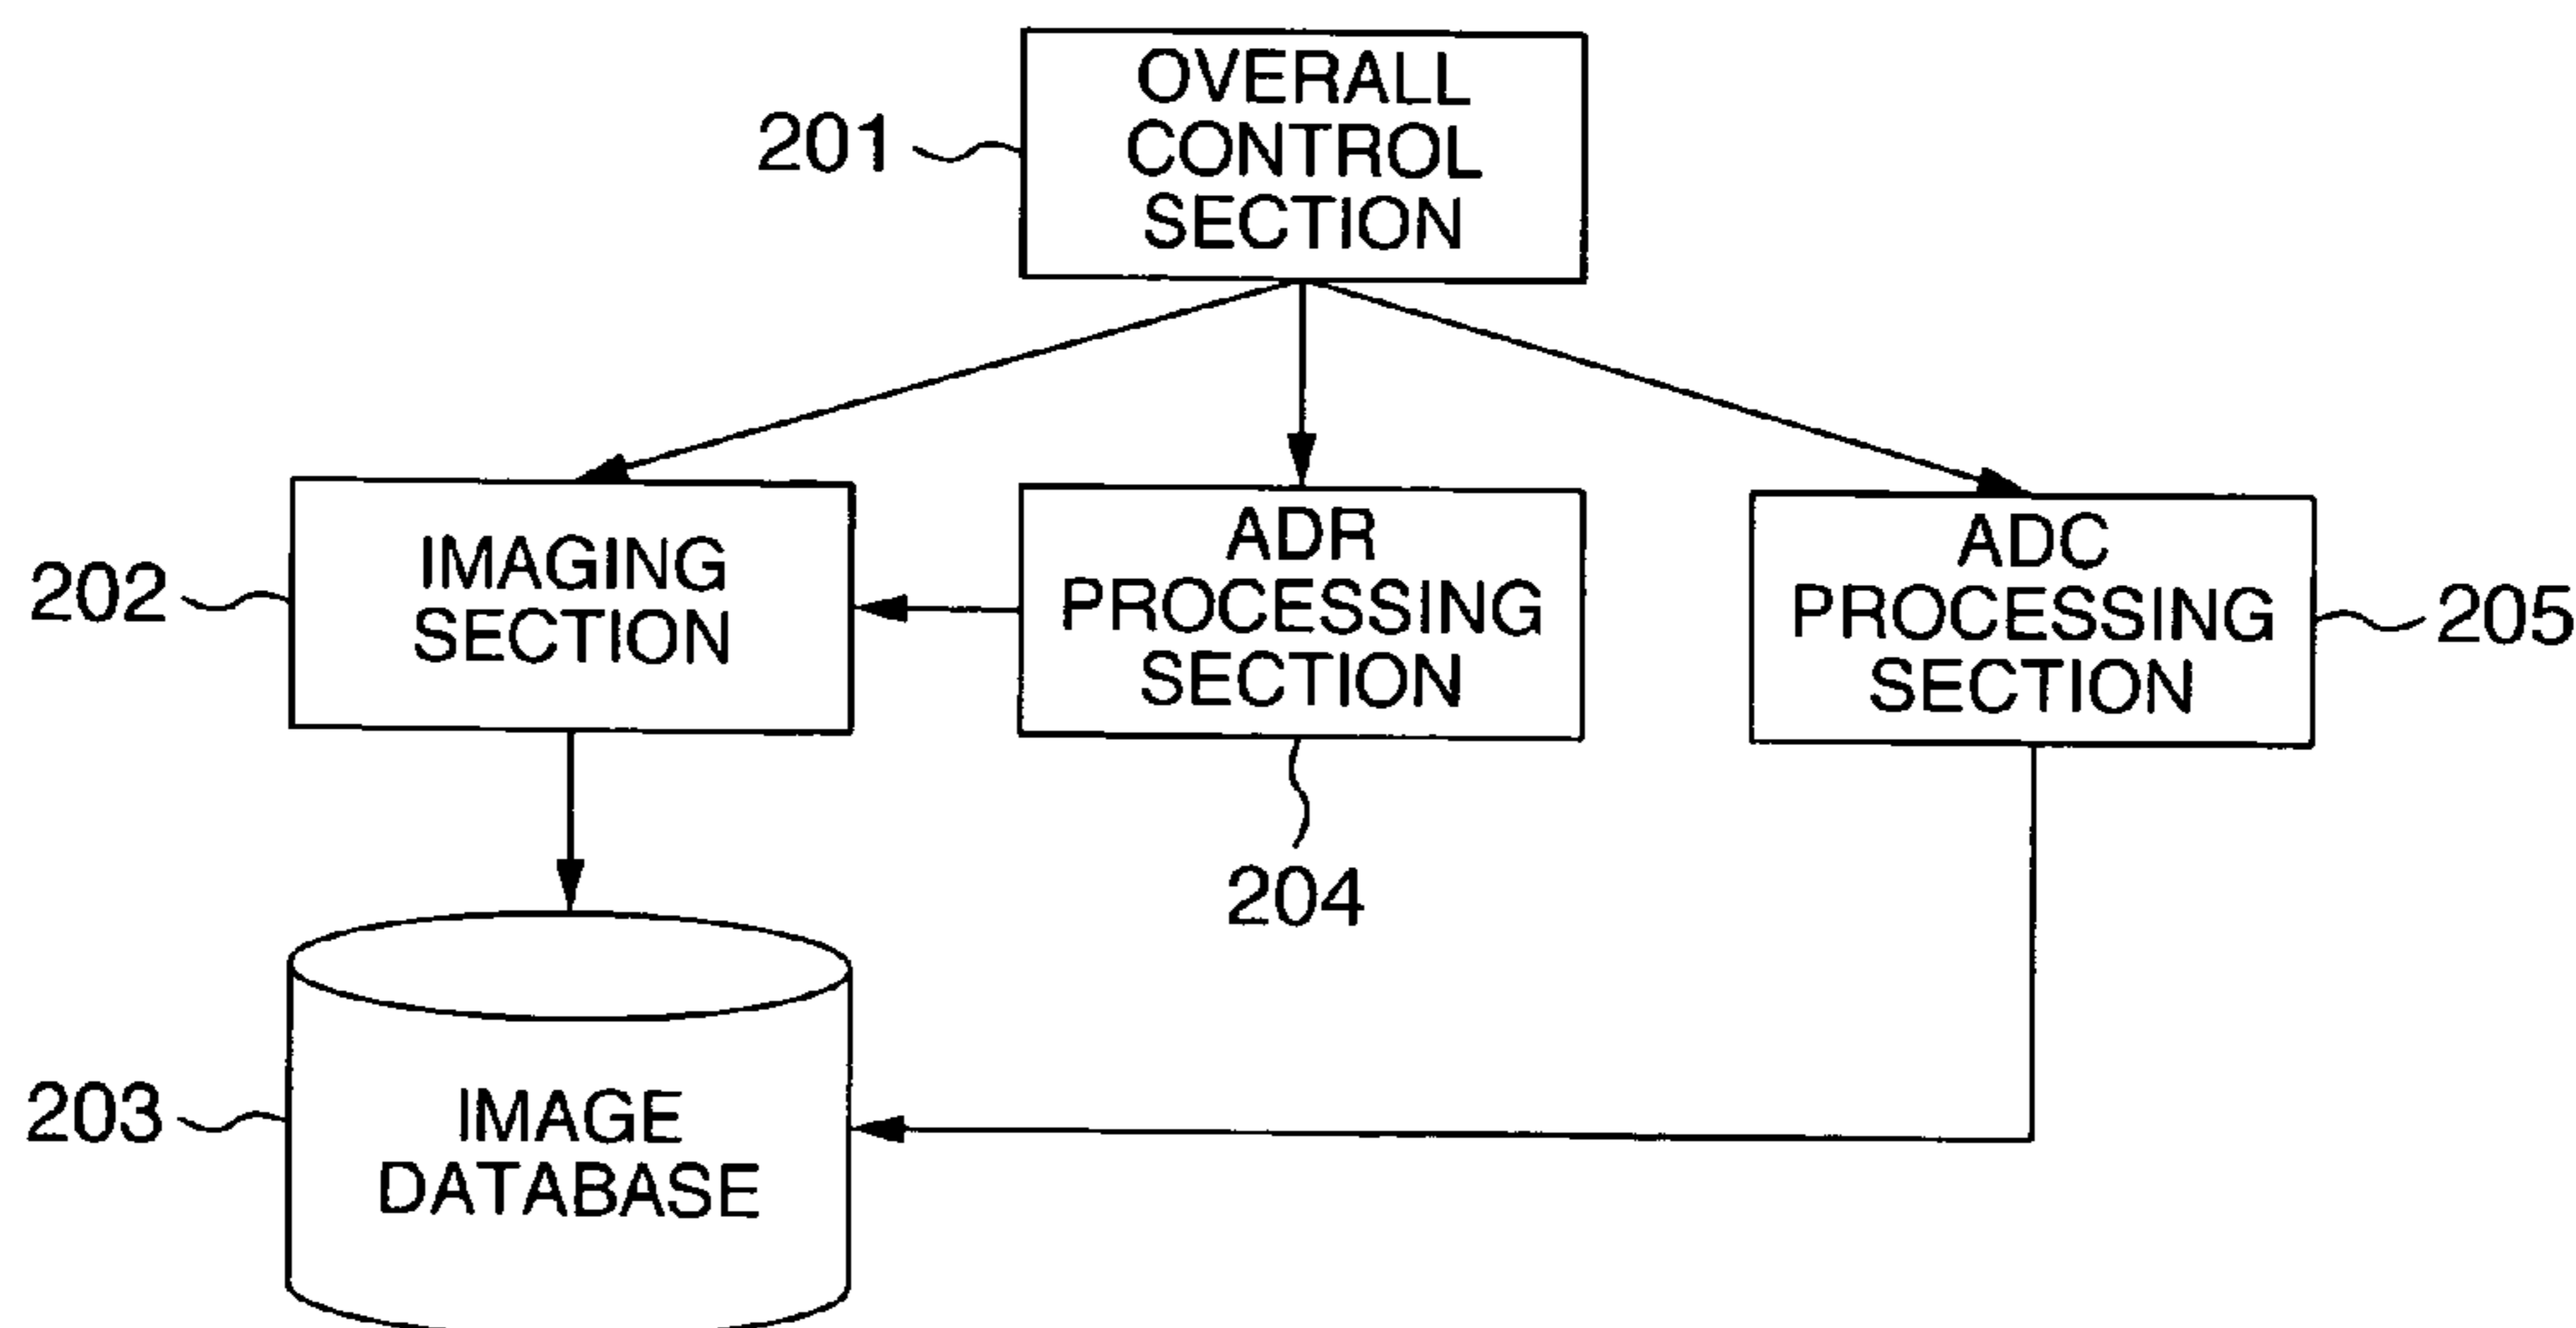 OVERALL
CONTROL
SECTION
201
IMAGING
SECTION
202
ADR
PROCESSING
SECTION
204
ADC
PROCESSING
SECTION
205
IMAGE
DATABASE
203